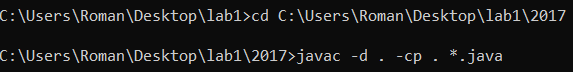 C:\Users\Roman\Desktop\lab1>cd C:\Users\Roman\Desktop\lab1\2017
C:\Users\Roman\Desktop\lab1\2017>javac -d . -cp . *.java